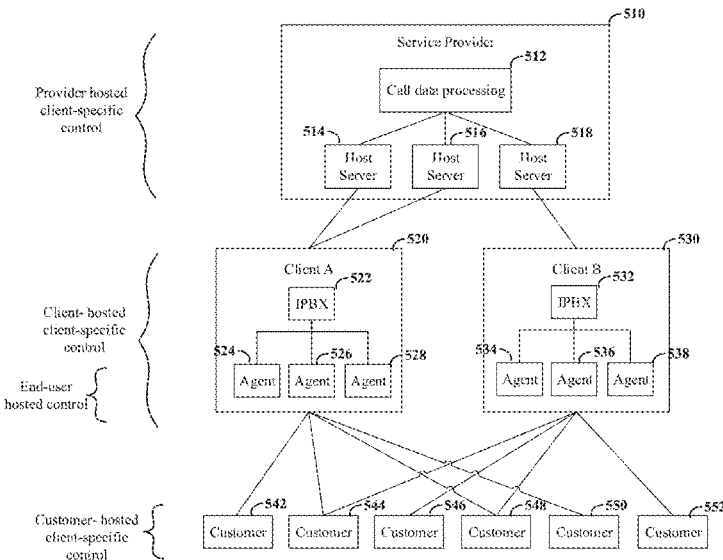 510
Service Provider
512
Call data processing
Provider hosted
client-specific
control
514
516
518
Host
Server
Host
Server
Host
Server
520
530
Client A
522
IPBX
Client B
532
IPBX
Client- hosted
client-specific
control
524
526
528
Agent
Agent
Agent
534
536
538
Agent
Agent
Agent
End-user
hosted control
542
544
546
548
550
552
Customer- hosted
client-specific
control
Customer
Customer
Customer
Customer
Customer
Customer